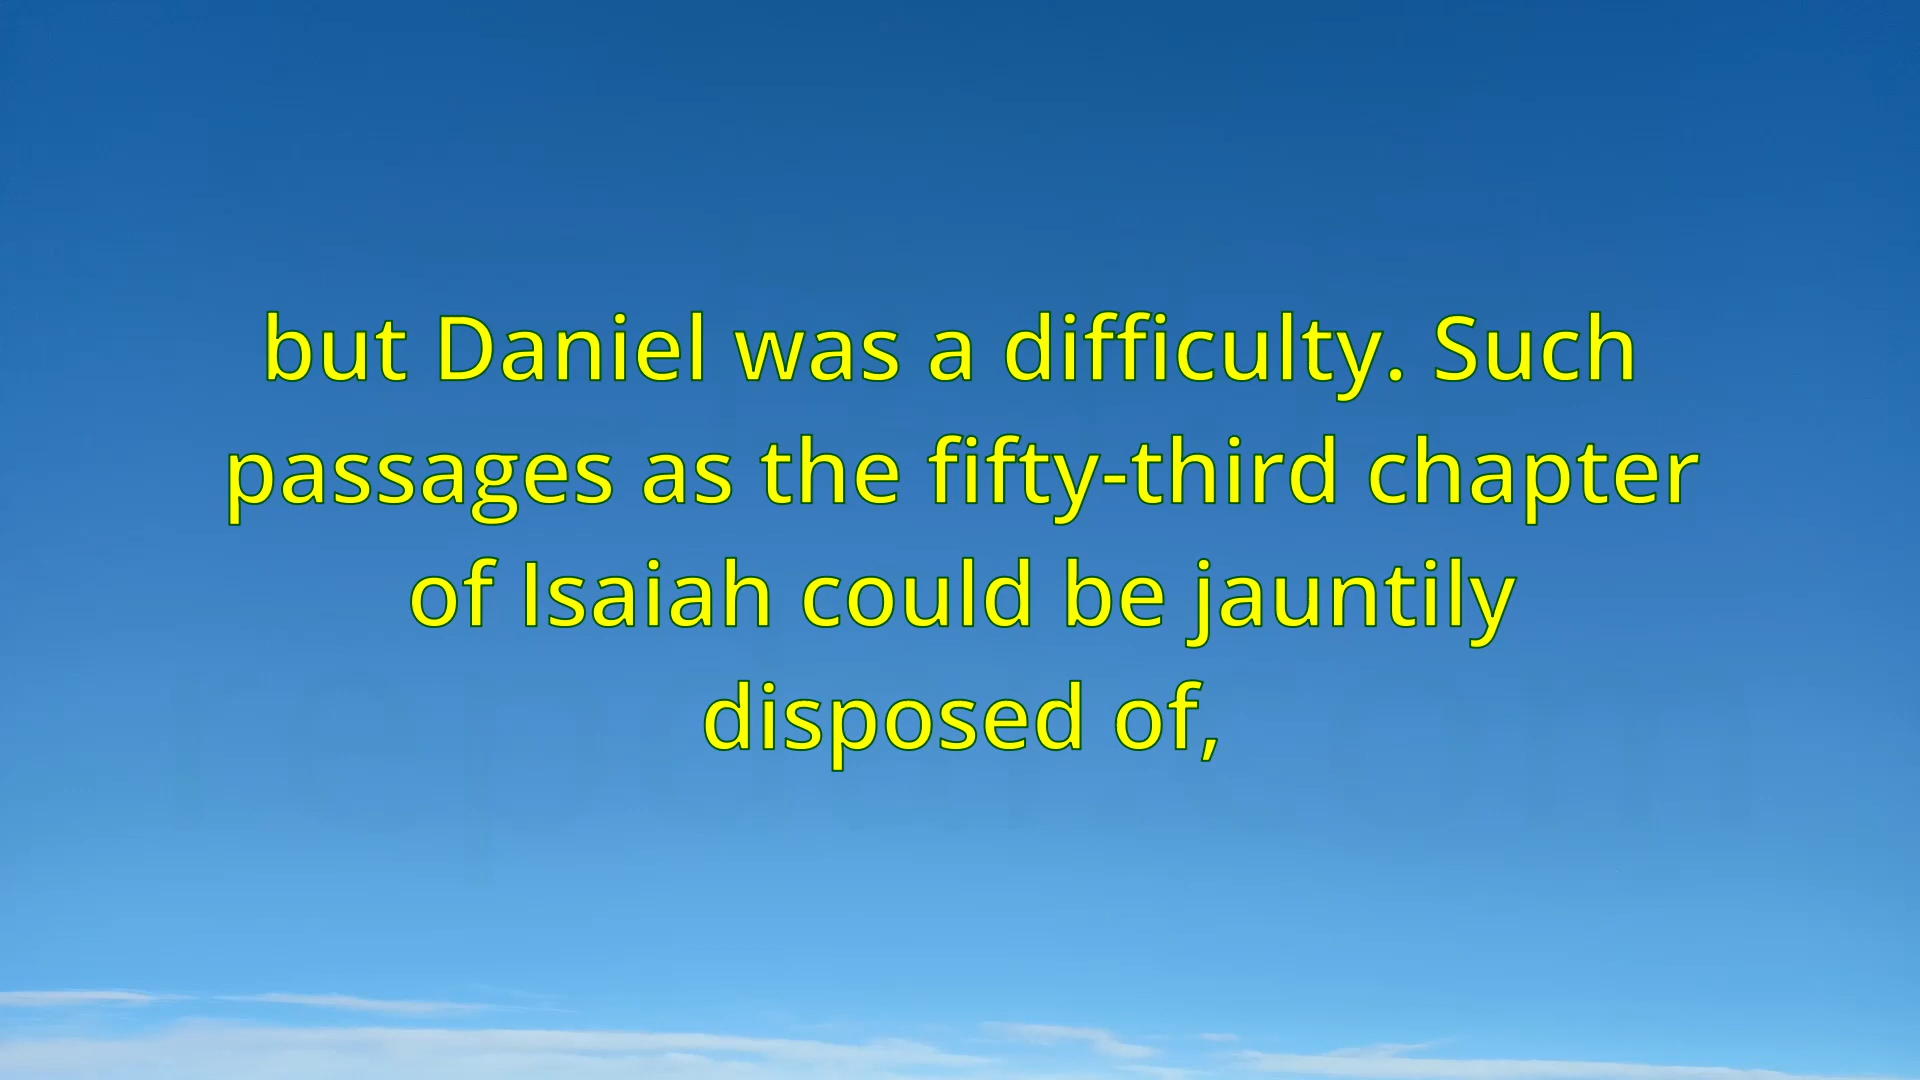 but Daniel was a difficulty. Such
passages as the fifty-third chapter
of Isaiah could be jauntily
disposed of,